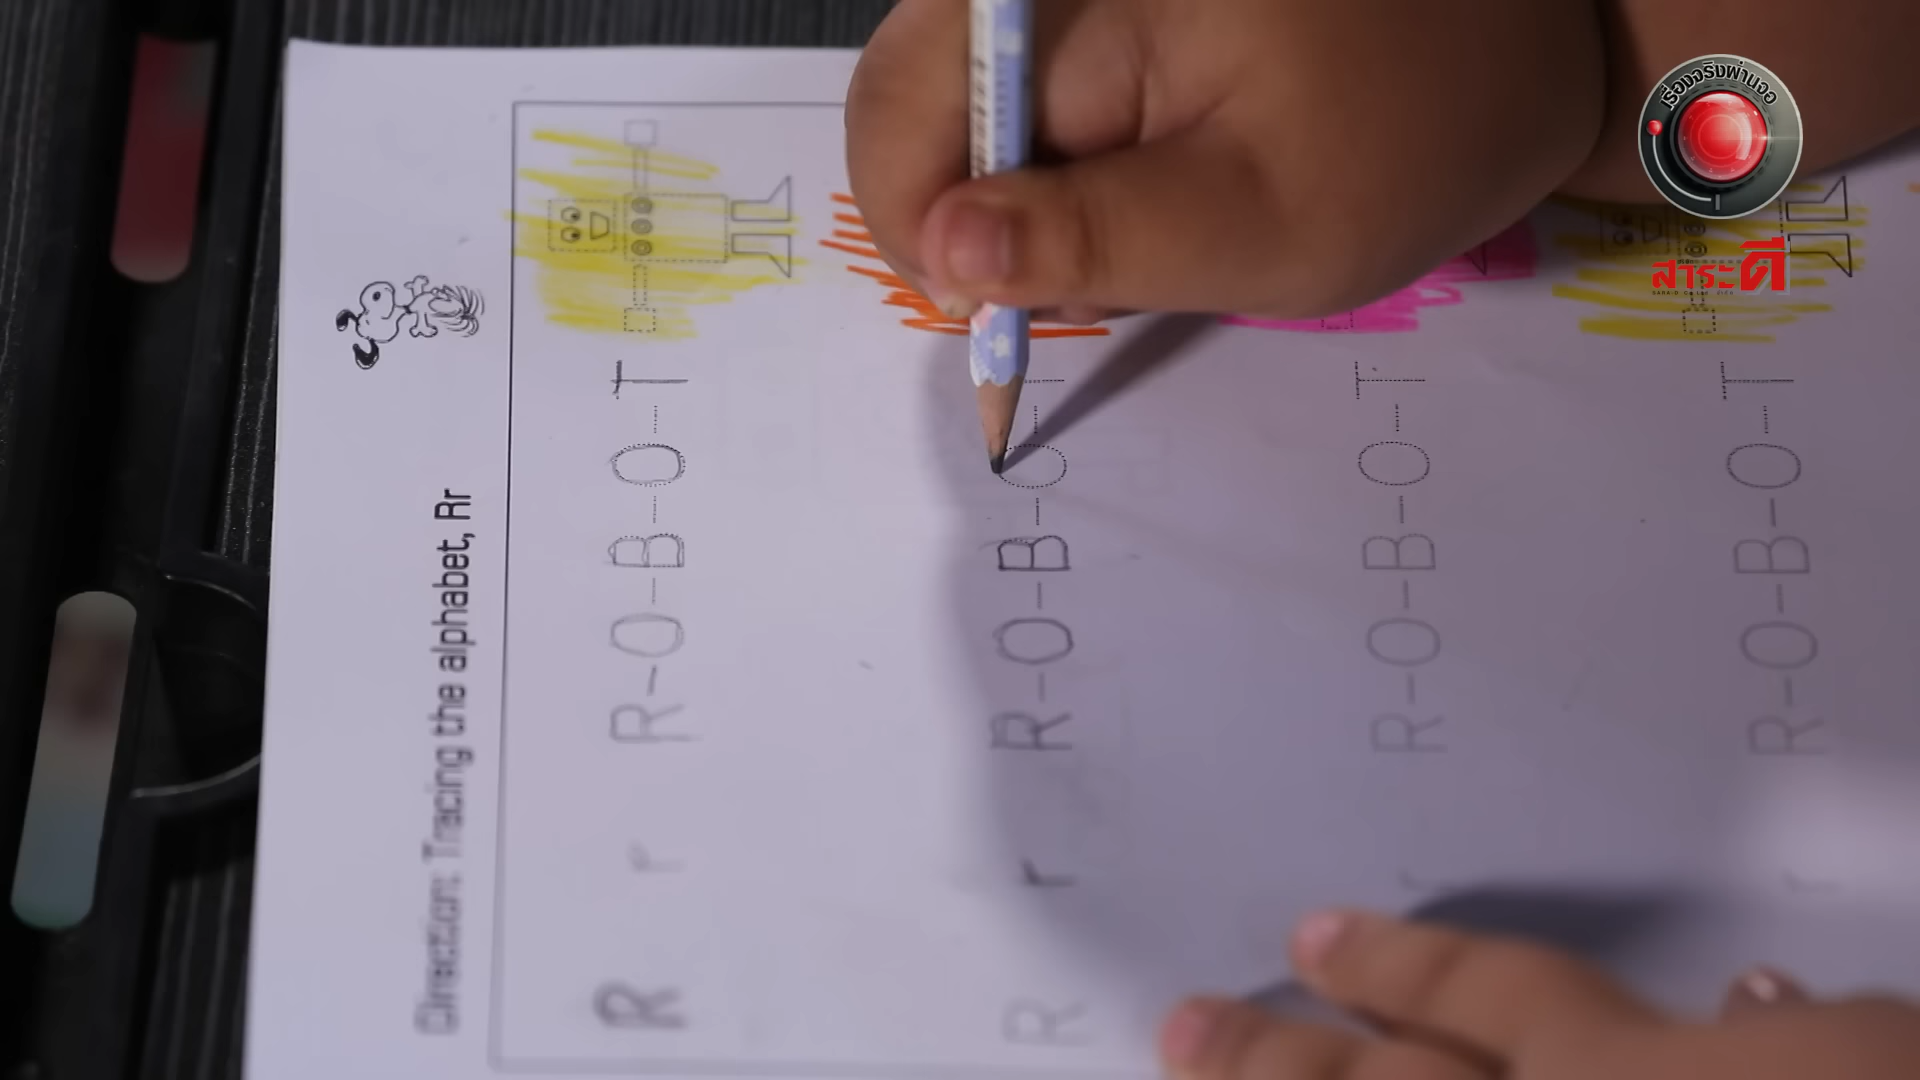 Direction: Tracing the alphabet, Rr
R r R-O-B-O-T
R r R-O-B-O-T
r R-O-B-O-T
r R-O-B-O-T
เรื่องจริงผ่านจอ
สาระดี